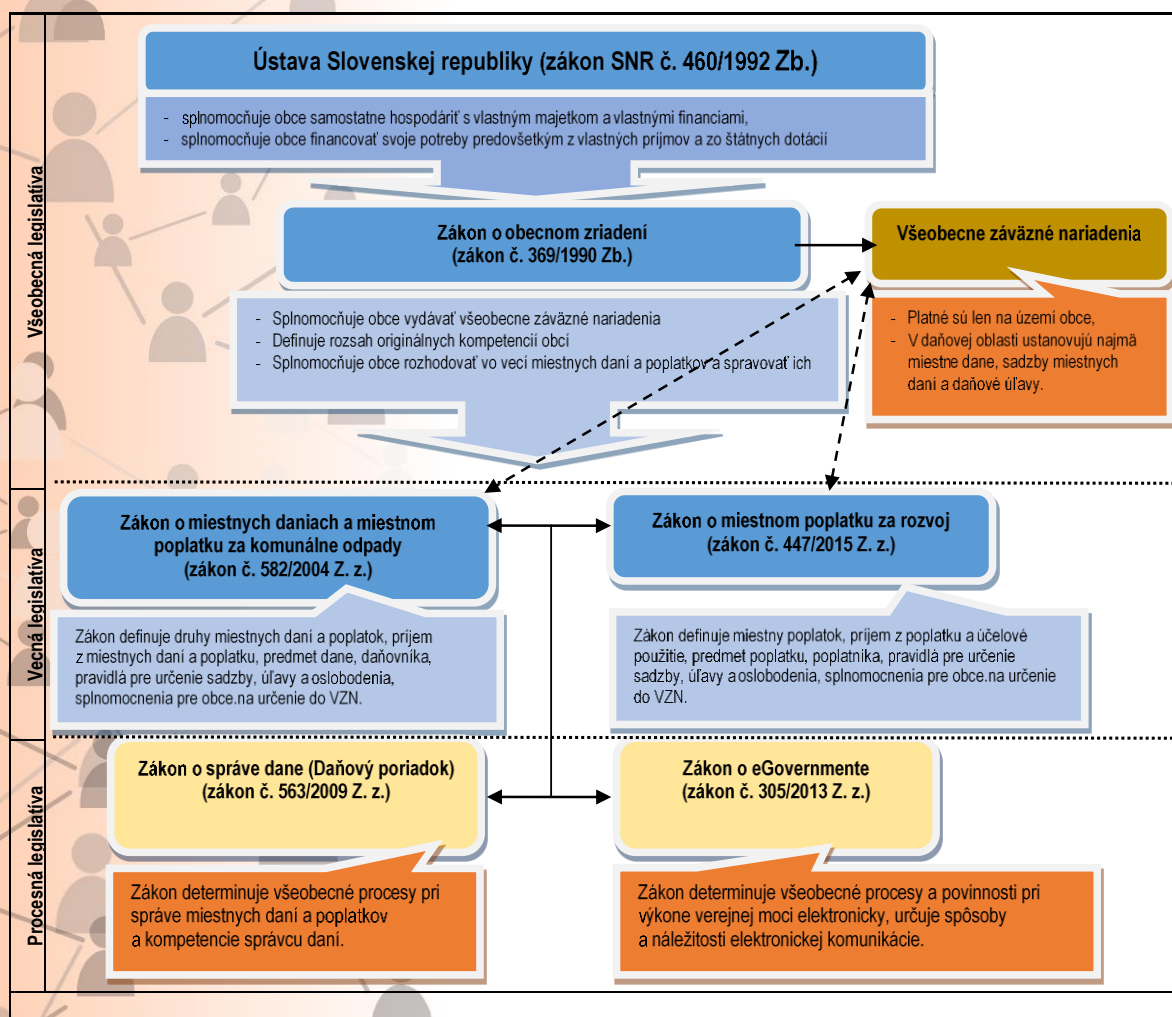 Všeobecná legislatíva
Ústava Slovenskej republiky (zákon SNR č. 460/1992 Zb.)
- splnomocňuje obce samostatne hospodáriť s vlastným majetkom a vlastnými financiami,
- splnomocňuje obce financovať svoje potreby predovšetkým z vlastných príjmov a zo štátnych dotácií
Zákon o obecnom zriadení
(zákon č. 369/1990 Zb.)
- Splnomocňuje obce vydávať všeobecne záväzné nariadenia
- Definuje rozsah originálnych kompetencií obcí
- Splnomocňuje obce rozhodovať vo vecí miestnych daní a poplatkov a spravovať ich
Všeobecne záväzné nariadenia
- Platné sú len na území obce,
- V daňovej oblasti ustanovujú najmä
miestne dane, sadzby miestnych
daní a daňové úľavy.
Vecná legislatíva
Zákon o miestnych daniach a miestnom
poplatku za komunálne odpady
(zákon č. 582/2004 Z. z.)
Zákon definuje druhy miestnych daní a poplatok, príjem
z miestnych daní a poplatku, predmet dane, daňovníka,
pravidlá pre určenie sadzby, úľavy a oslobodenia,
splnomocnenia pre obce.na určenie do VZN.
Zákon o miestnom poplatku za rozvoj
(zákon č. 447/2015 Z. z.)
Zákon definuje miestny poplatok, príjem z poplatku a účelové
použitie, predmet poplatku, poplatnika, pravidlá pre určenie
sadzby, úľavy a oslobodenia, splnomocnenia pre obce.na určenie
do VZN.
Procesná legislatíva
Zákon o správe dane (Daňový poriadok)
(zákon č. 563/2009 Z. z.)
Zákon determinuje všeobecné procesy pri
správe miestnych daní a poplatkov
a kompetencie správcu daní.
Zákon o eGovernmente
(zákon č. 305/2013 Z. z.)
Zákon determinuje všeobecné procesy a povinnosti pri
výkone verejnej moci elektronicky, určuje spôsoby
a náležitosti elektronickej komunikácie.